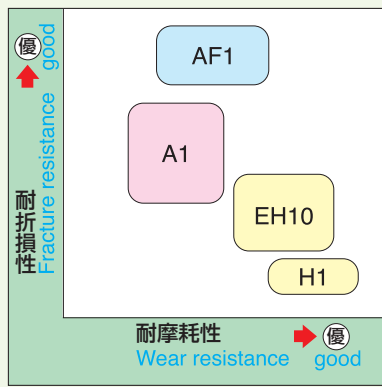 優
good
耐折損性
Fracture resistance
AF1
A1
EH10
H1
耐摩耗性
優
Wear resistance
good